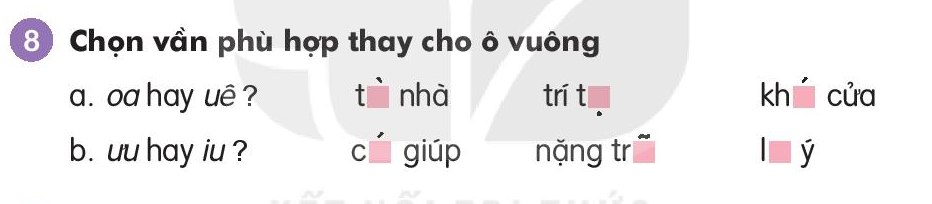 8 Chọn vần phù hợp thay cho ô vuông
a. oa hay uê ? t□̀ nhà trí t□̣ kh□́ cửa
b. ưu hay iu ? c□́ giúp nặng tr□̃ l□ ý